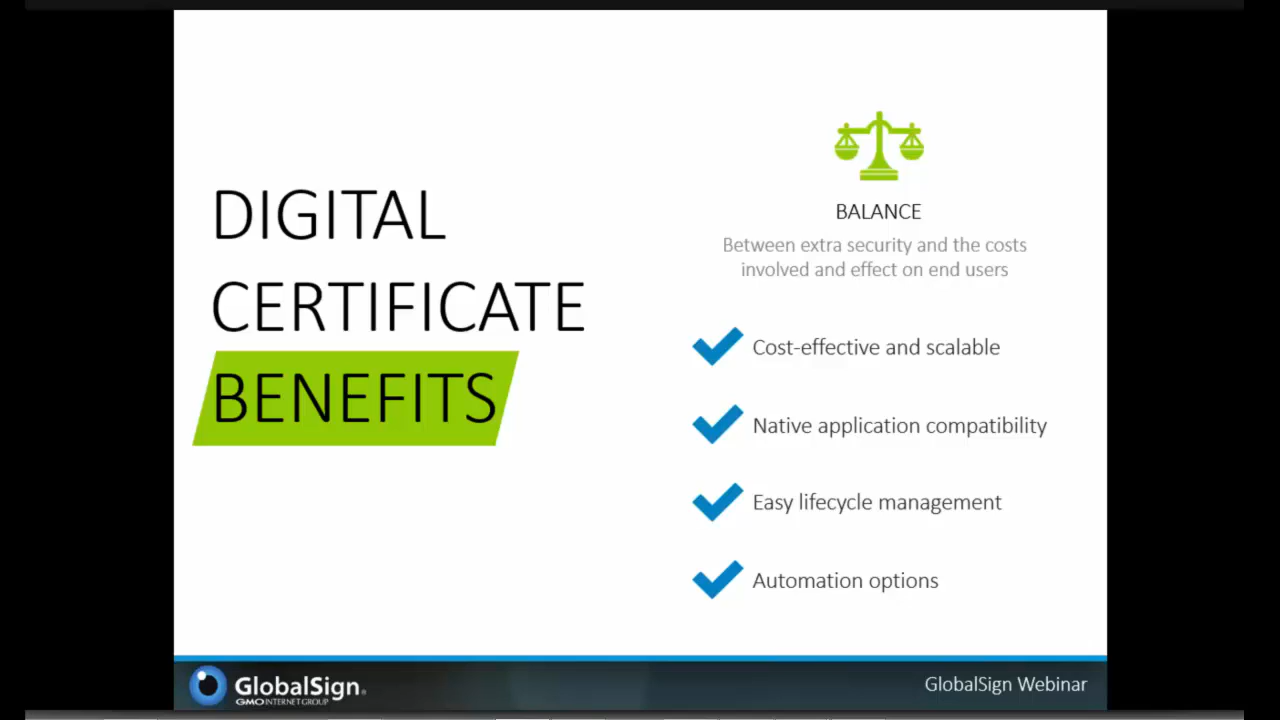 DIGITAL
CERTIFICATE
BENEFITS
BALANCE
Between extra security and the costs
involved and effect on end users
Cost-effective and scalable
Native application compatibility
Easy lifecycle management
Automation options
GlobalSign.
GMO INTERNET GROUP
GlobalSign Webinar